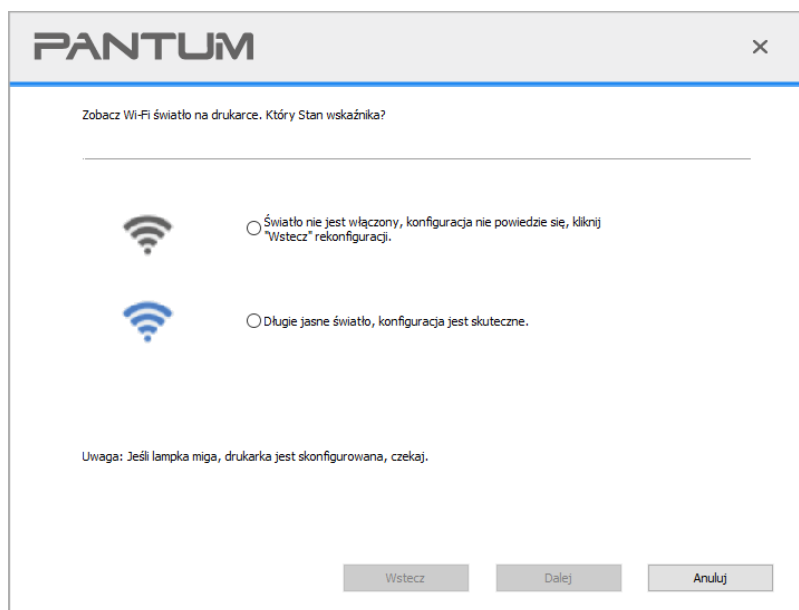 PANTUM
Zobacz Wi-Fi światło na drukarce. Który Stan wskaźnika?
Światło nie jest włączony, konfiguracja nie powiedzie się, kliknij
"Wstecz" rekonfiguracji.
Długie jasne światło, konfiguracja jest skuteczne.
Uwaga: Jeśli lampka miga, drukarka jest skonfigurowana, czekaj.
Wstecz Dalej Anuluj